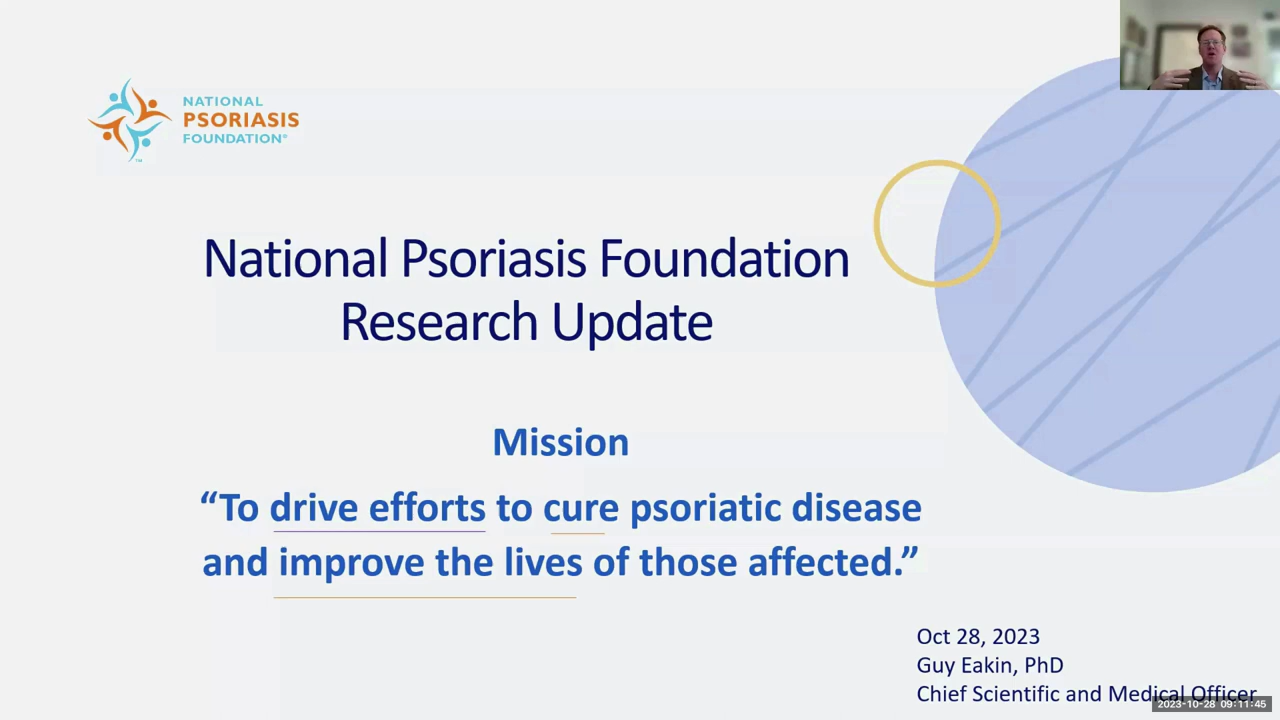 NATIONAL
PSORIASIS
FOUNDATION®
™
National Psoriasis Foundation
Research Update
Mission
“To drive efforts to cure psoriatic disease
and improve the lives of those affected.”
Oct 28, 2023
Guy Eakin, PhD
Chief Scientific and Medical Officer
2023-10-28 09:11:45